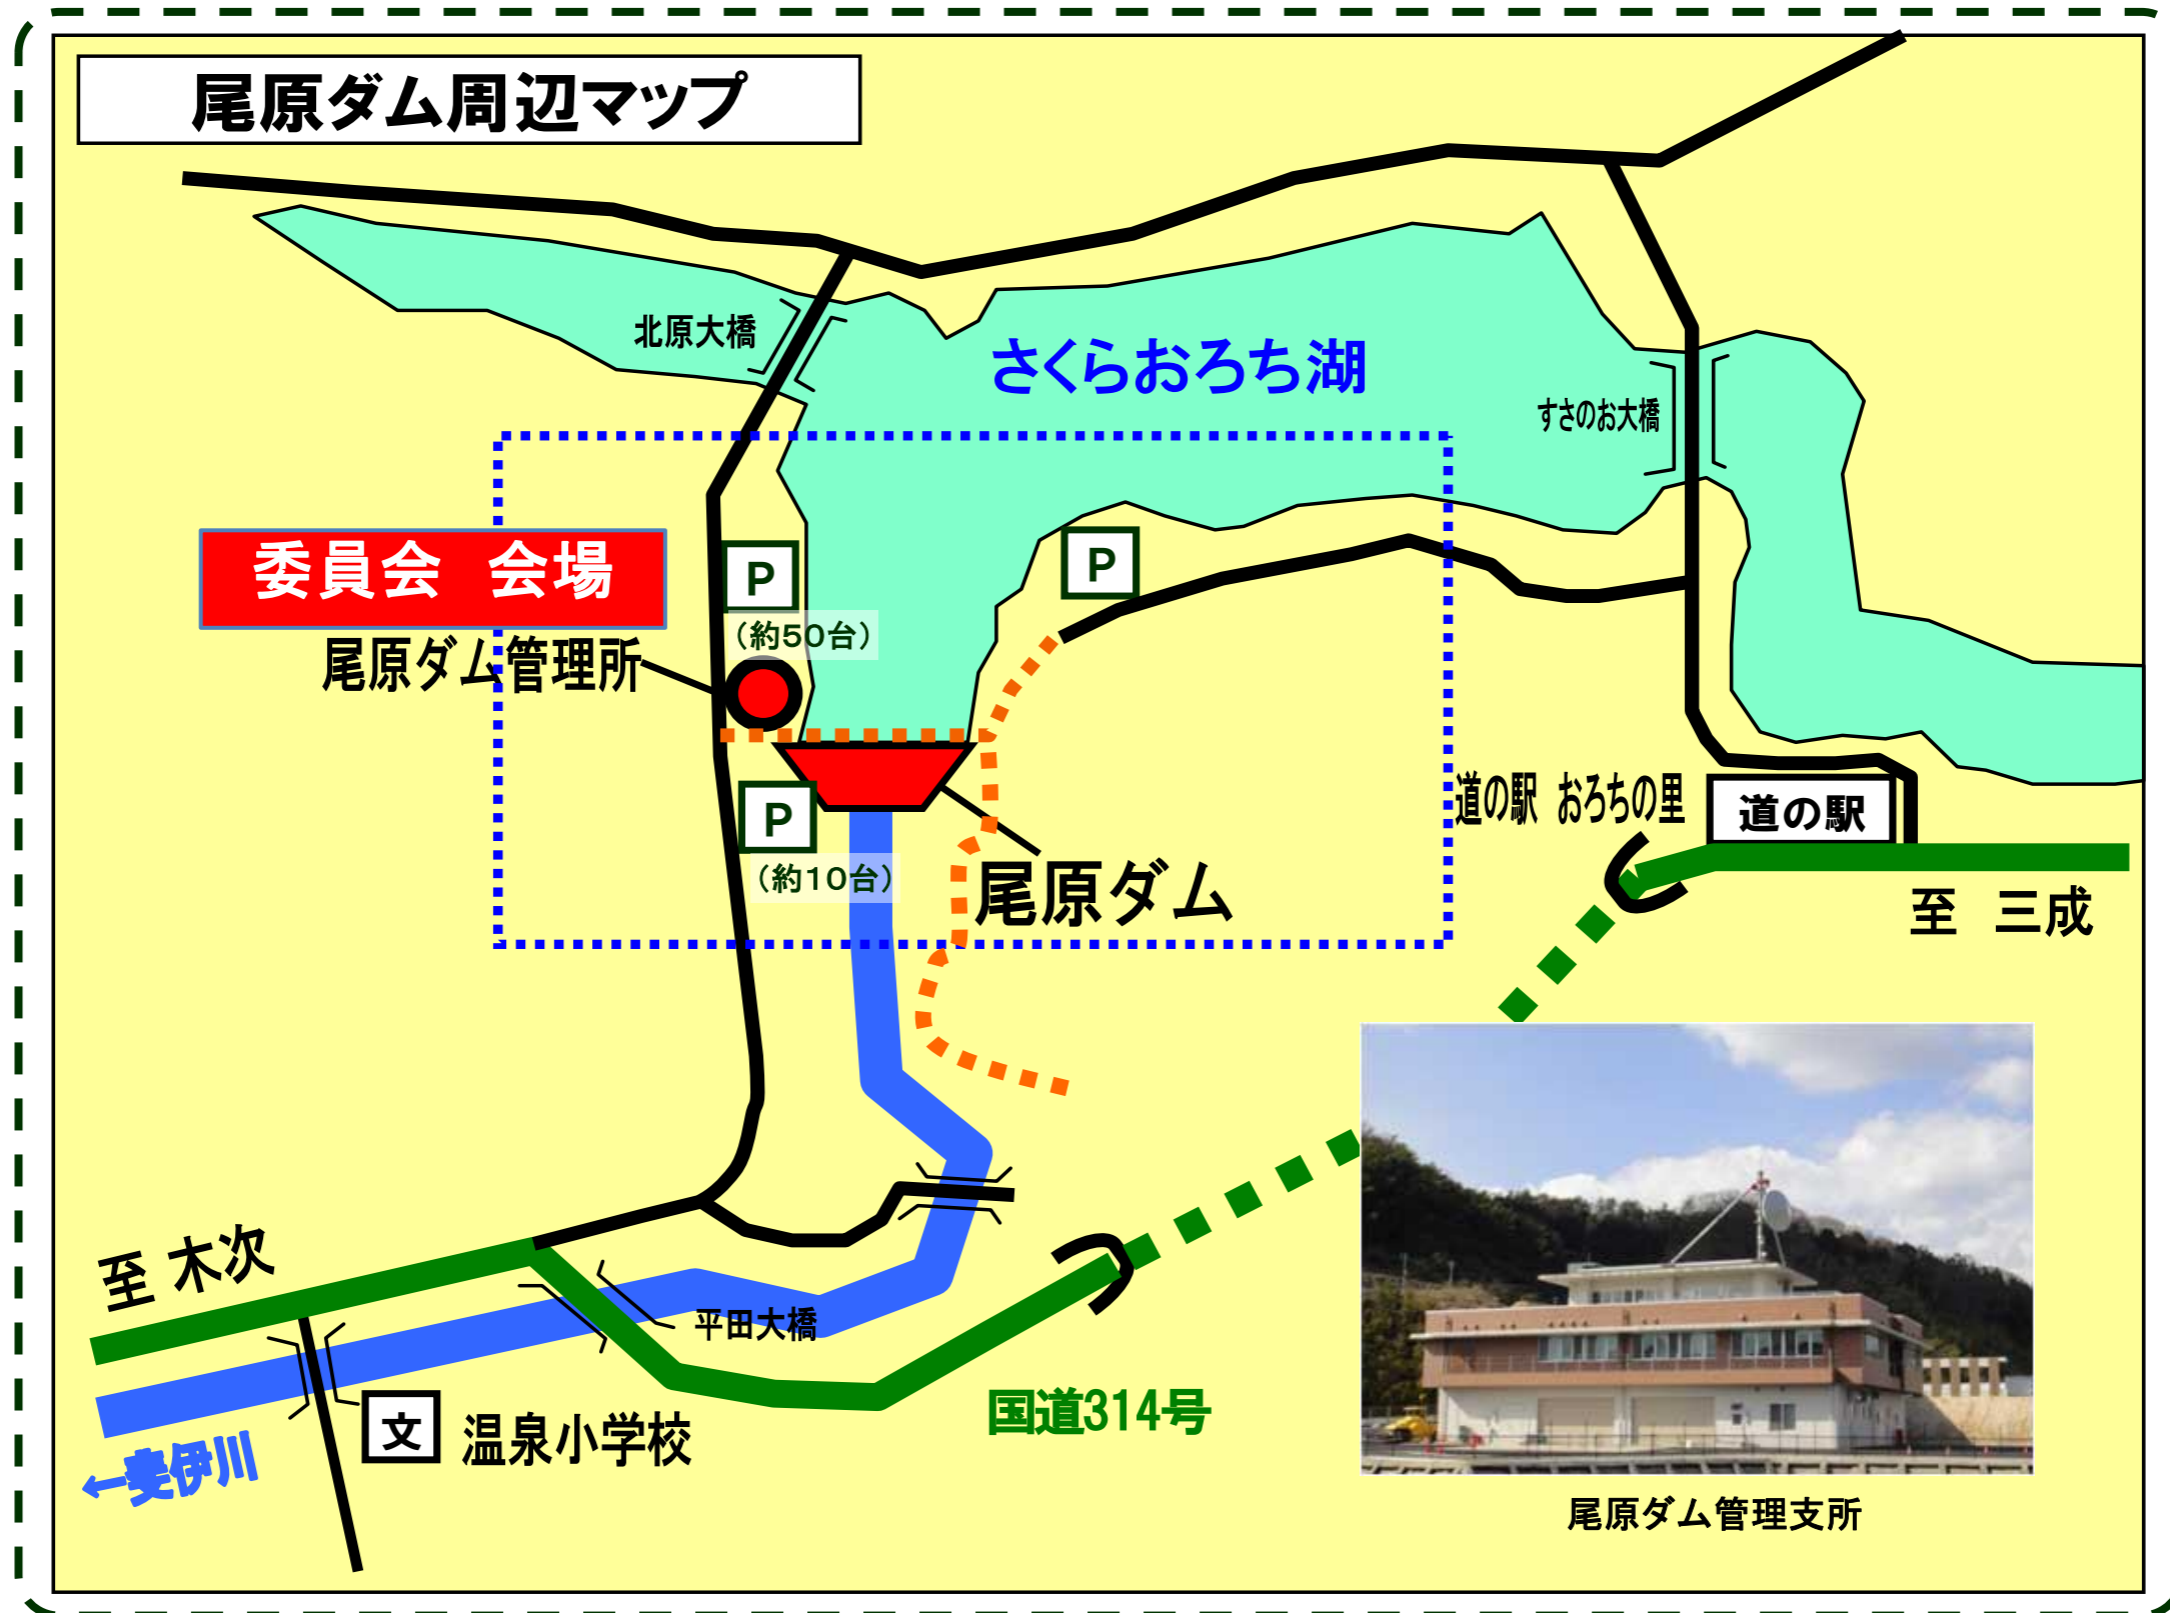 尾原ダム周辺マップ
北原大橋
さくらおろち湖
すさのお大橋
委員会　会場
P
P
（約50台）
尾原ダム管理所
P
（約10台）
尾原ダム
道の駅　おろちの里
道の駅
至　三成
至 木次
平田大橋
国道314号
文
温泉小学校
←斐伊川
尾原ダム管理支所